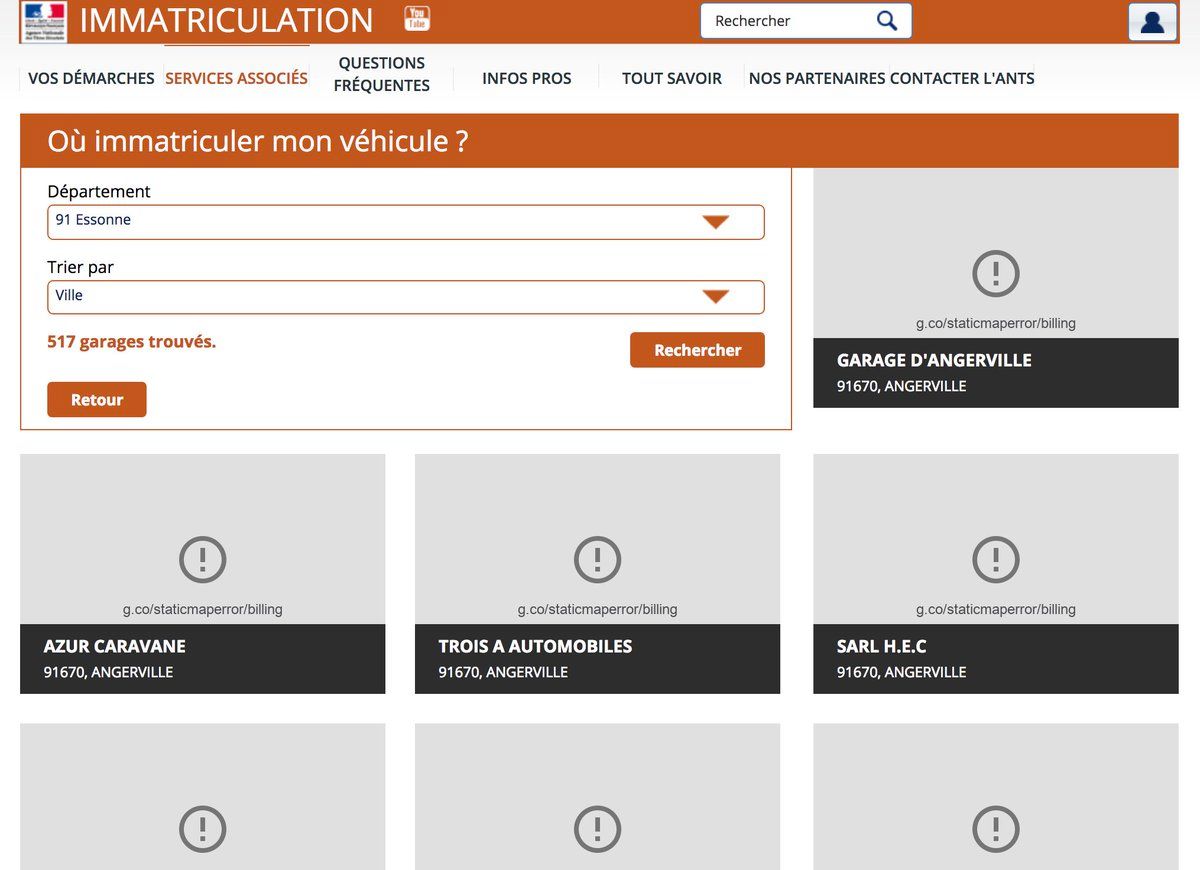 IMMATRICULATION
You
Tube
Rechercher
VOS DÉMARCHES
SERVICES ASSOCIÉS
QUESTIONS
FRÉQUENTES
INFOS PROS
TOUT SAVOIR
NOS PARTENAIRES
CONTACTER L'ANTS
Où immatriculer mon véhicule ?
Département
91 Essonne
Trier par
Ville
517 garages trouvés.
Rechercher
Retour
g.co/staticmaperror/billing
GARAGE D'ANGERVILLE
91670, ANGERVILLE
g.co/staticmaperror/billing
AZUR CARAVANE
91670, ANGERVILLE
g.co/staticmaperror/billing
TROIS A AUTOMOBILES
91670, ANGERVILLE
g.co/staticmaperror/billing
SARL H.E.C
91670, ANGERVILLE